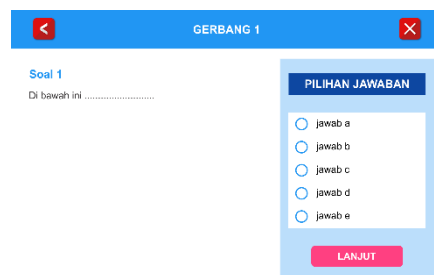 GERBANG 1
Soal 1
Di bawah ini ..........................
PILIHAN JAWABAN
jawab a
jawab b
jawab c
jawab d
jawab e
LANJUT